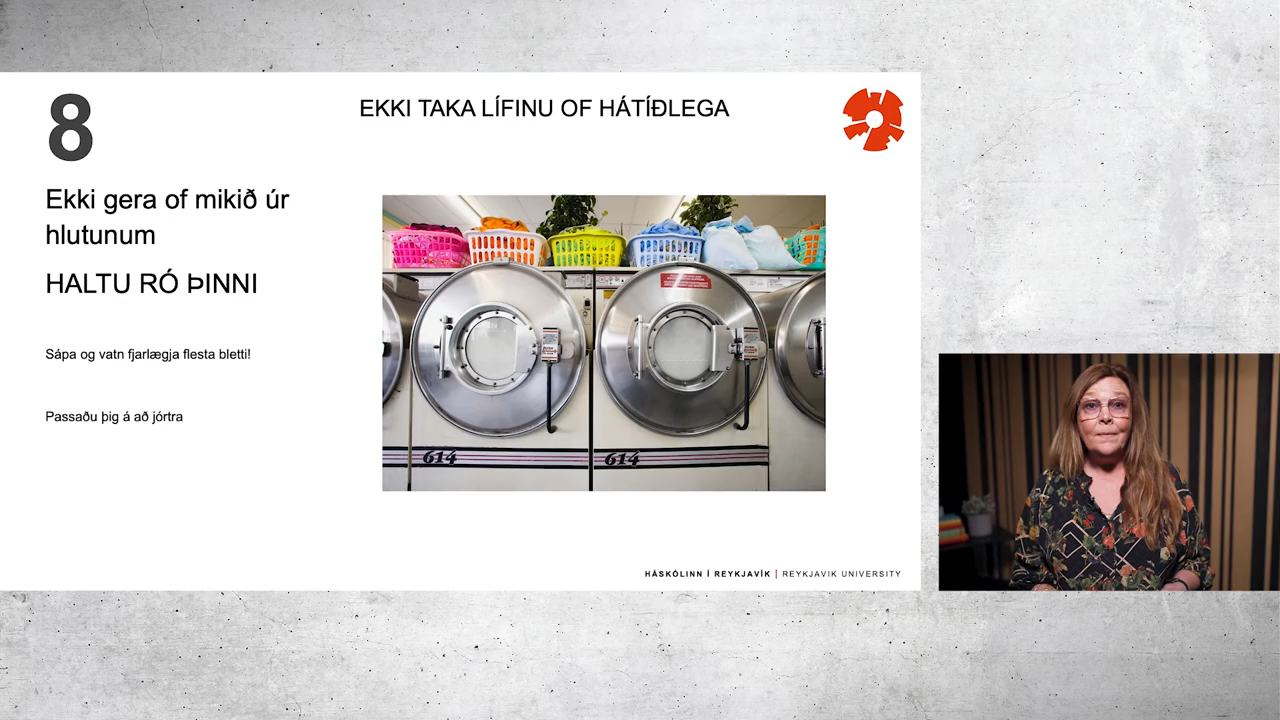 8
EKKI TAKA LÍFINU OF HÁTÍÐLEGA
Ekki gera of mikið úr
hlutunum
HALTU RÓ ÞINNI
Sápa og vatn fjarlægja flesta bletti!
Passaðu þig á að jórtra
614
614
HÁSKÓLINN Í REYKJAVÍK | REYKJAVIK UNIVERSITY